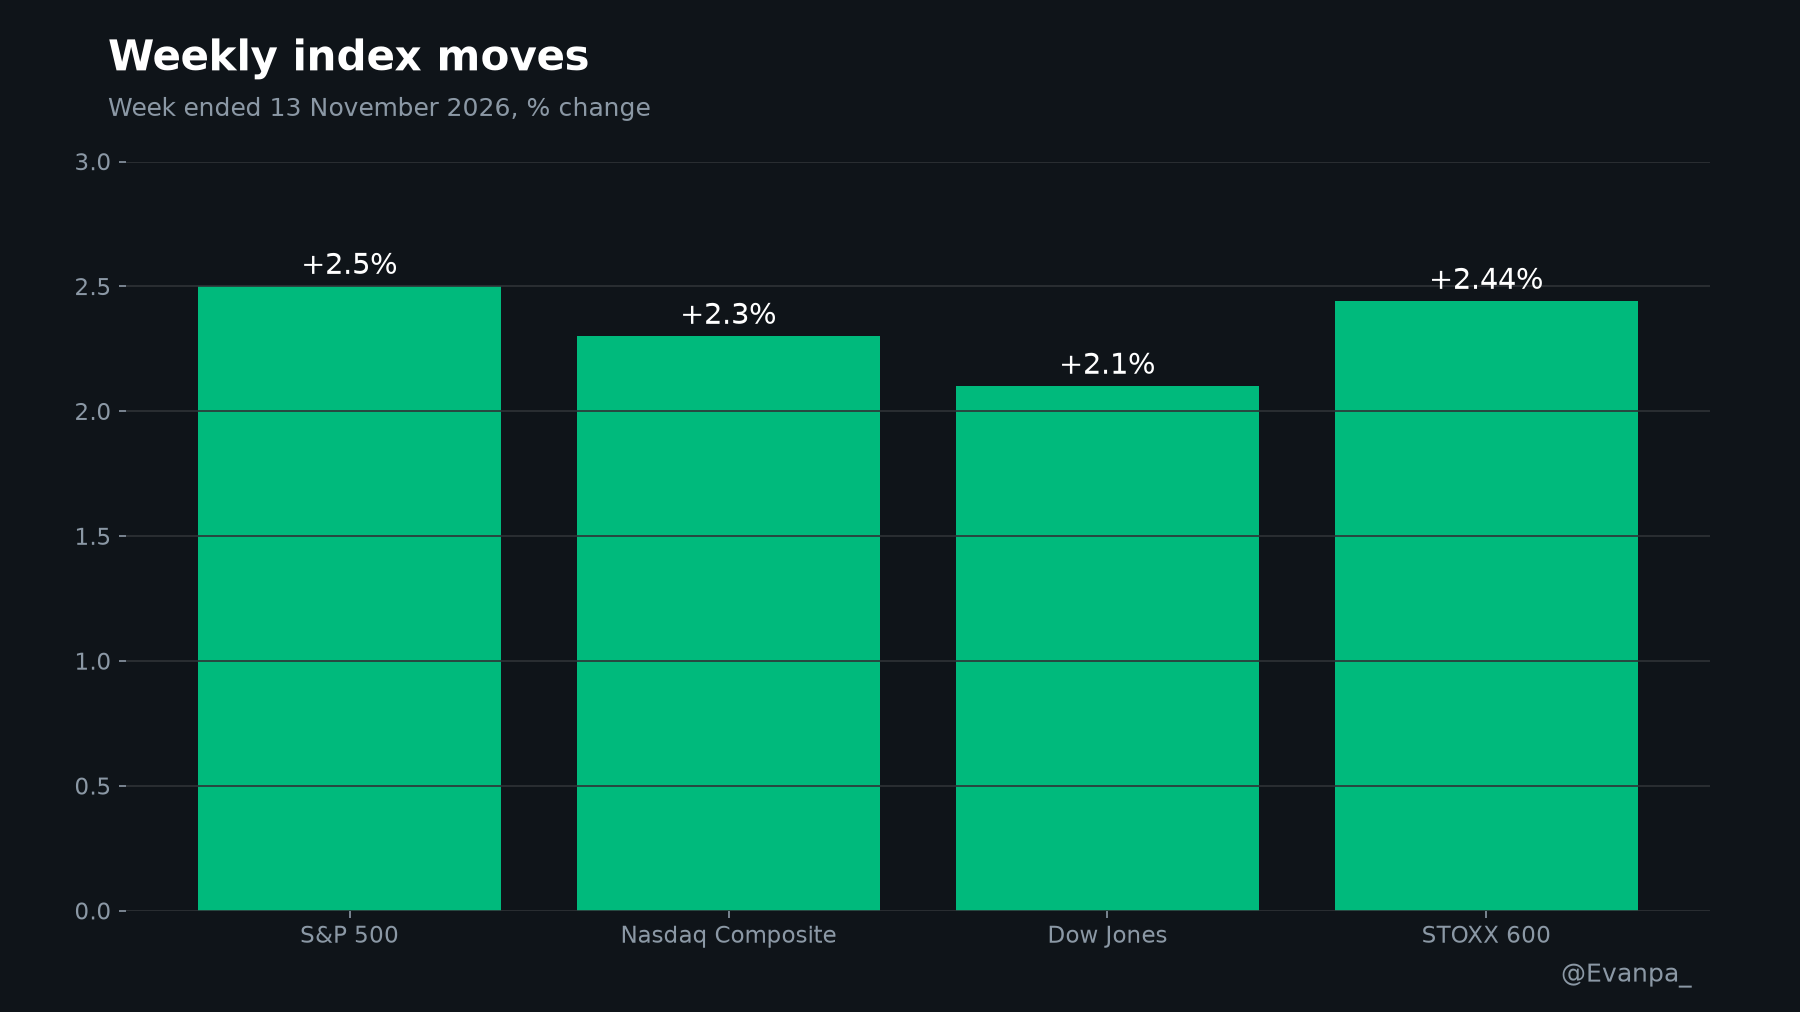 Weekly index moves
Week ended 13 November 2026, % change
3.0
2.5
2.0
1.5
1.0
0.5
0.0
+2.5%
+2.3%
+2.1%
+2.44%
S&P 500
Nasdaq Composite
Dow Jones
STOXX 600
@Evanpa_